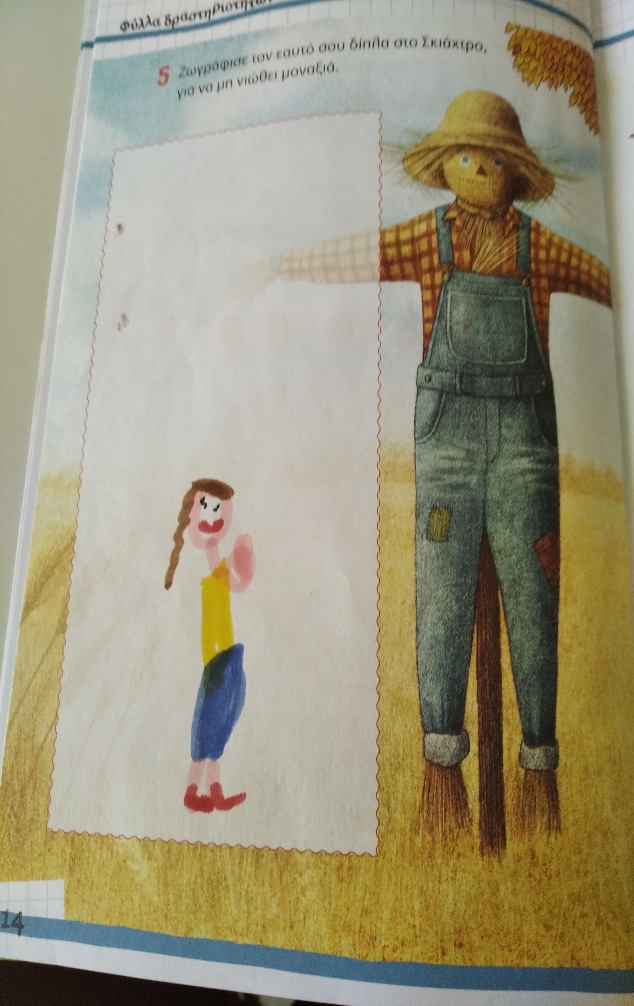 Φύλλα δραστηριοτήτων
5 Ζωγράφισε τον εαυτό σου δίπλα στο Σκιάχτρο,
για να μη νιώθει μοναξιά.
14